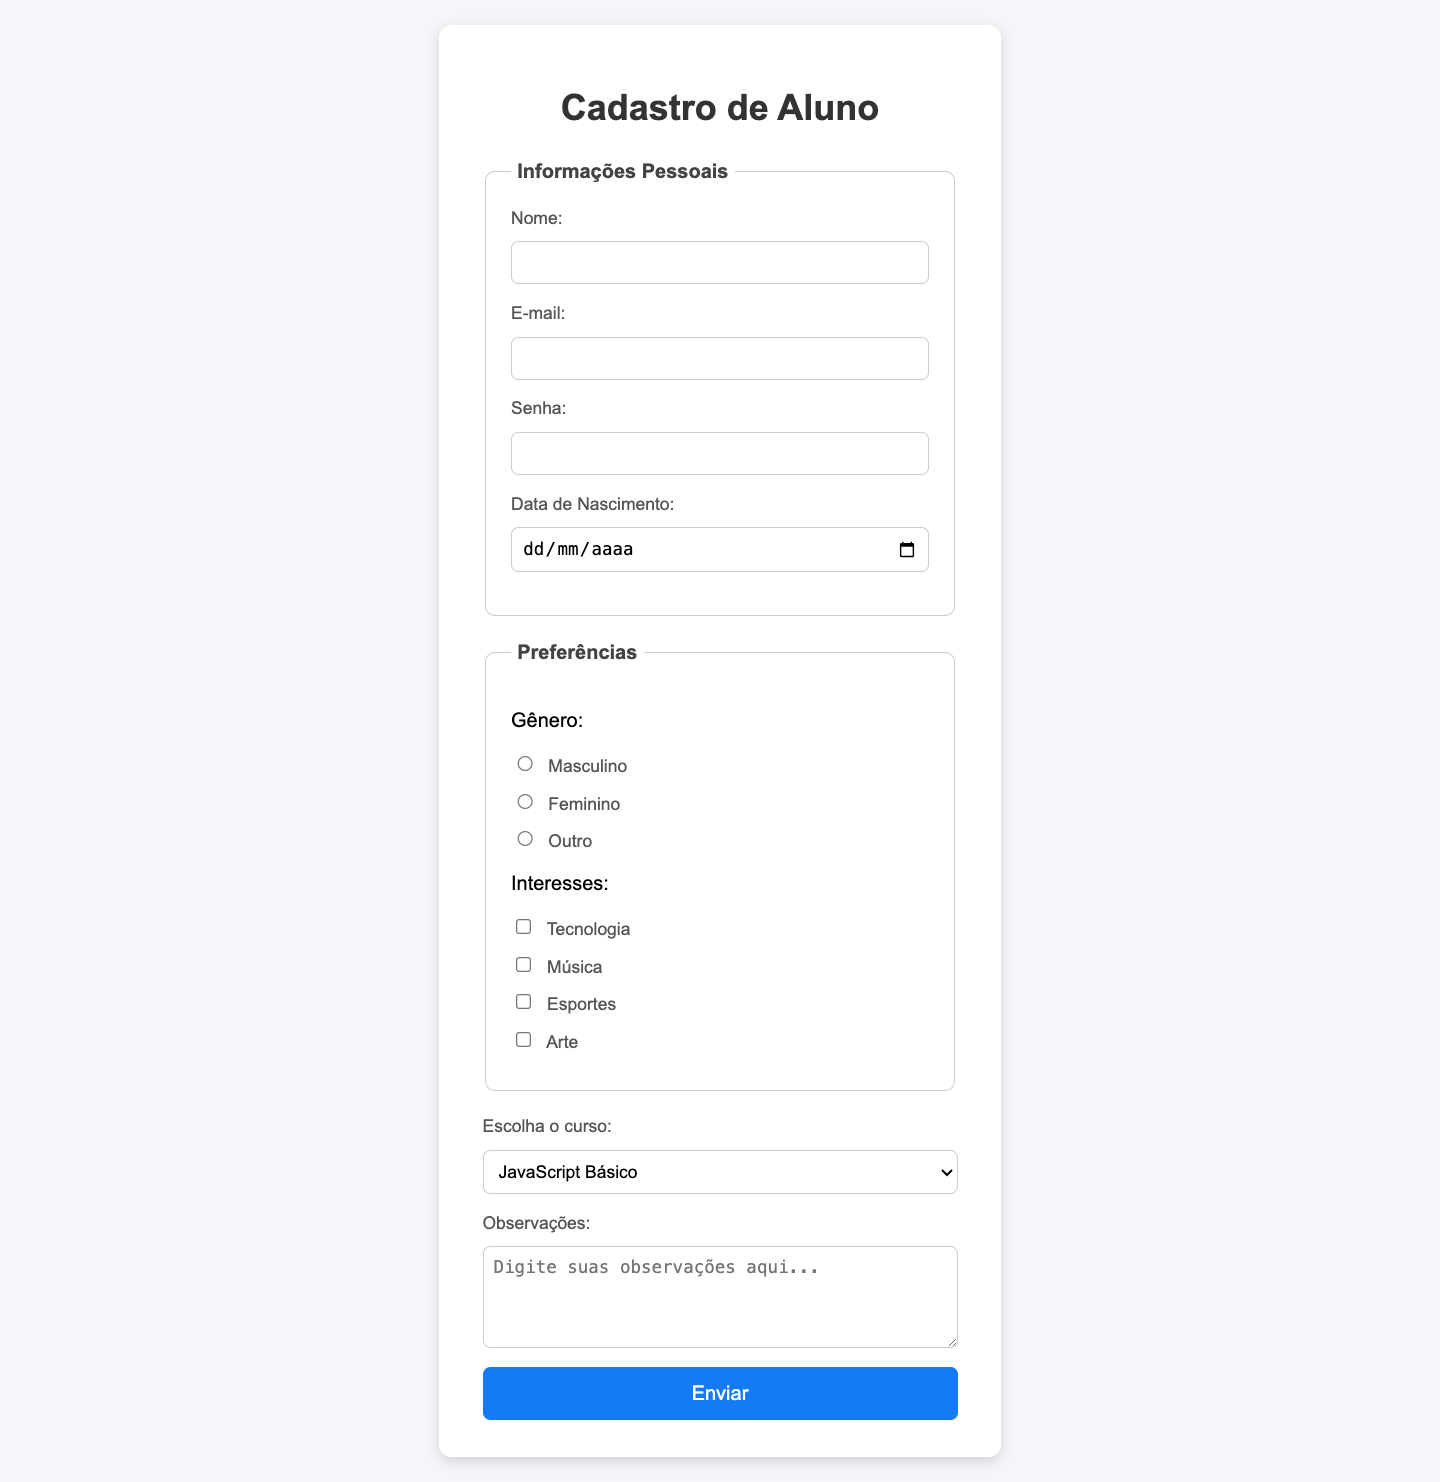 Cadastro de Aluno
Informações Pessoais
Nome:
E-mail:
Senha:
Data de Nascimento:
dd/mm/aaaa
Preferências
Gênero:
Masculino
Feminino
Outro
Interesses:
Tecnologia
Música
Esportes
Arte
Escolha o curso:
JavaScript Básico
Observações:
Digite suas observações aqui...
Enviar